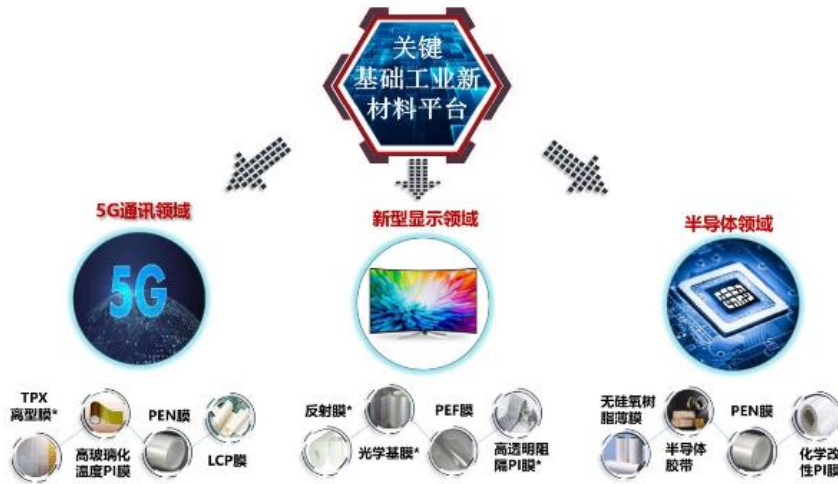 关键
基础工业新
材料平台
5G通讯领域
新型显示领域
半导体领域
5G
TPX
离型膜*
高玻璃化
温度PI膜
PEN膜
LCP膜
反射膜*
光学基膜*
PEF膜
高透明阻
隔PI膜*
无硅氧树
脂薄膜
半导体
胶带
PEN膜
化学改
性PI膜